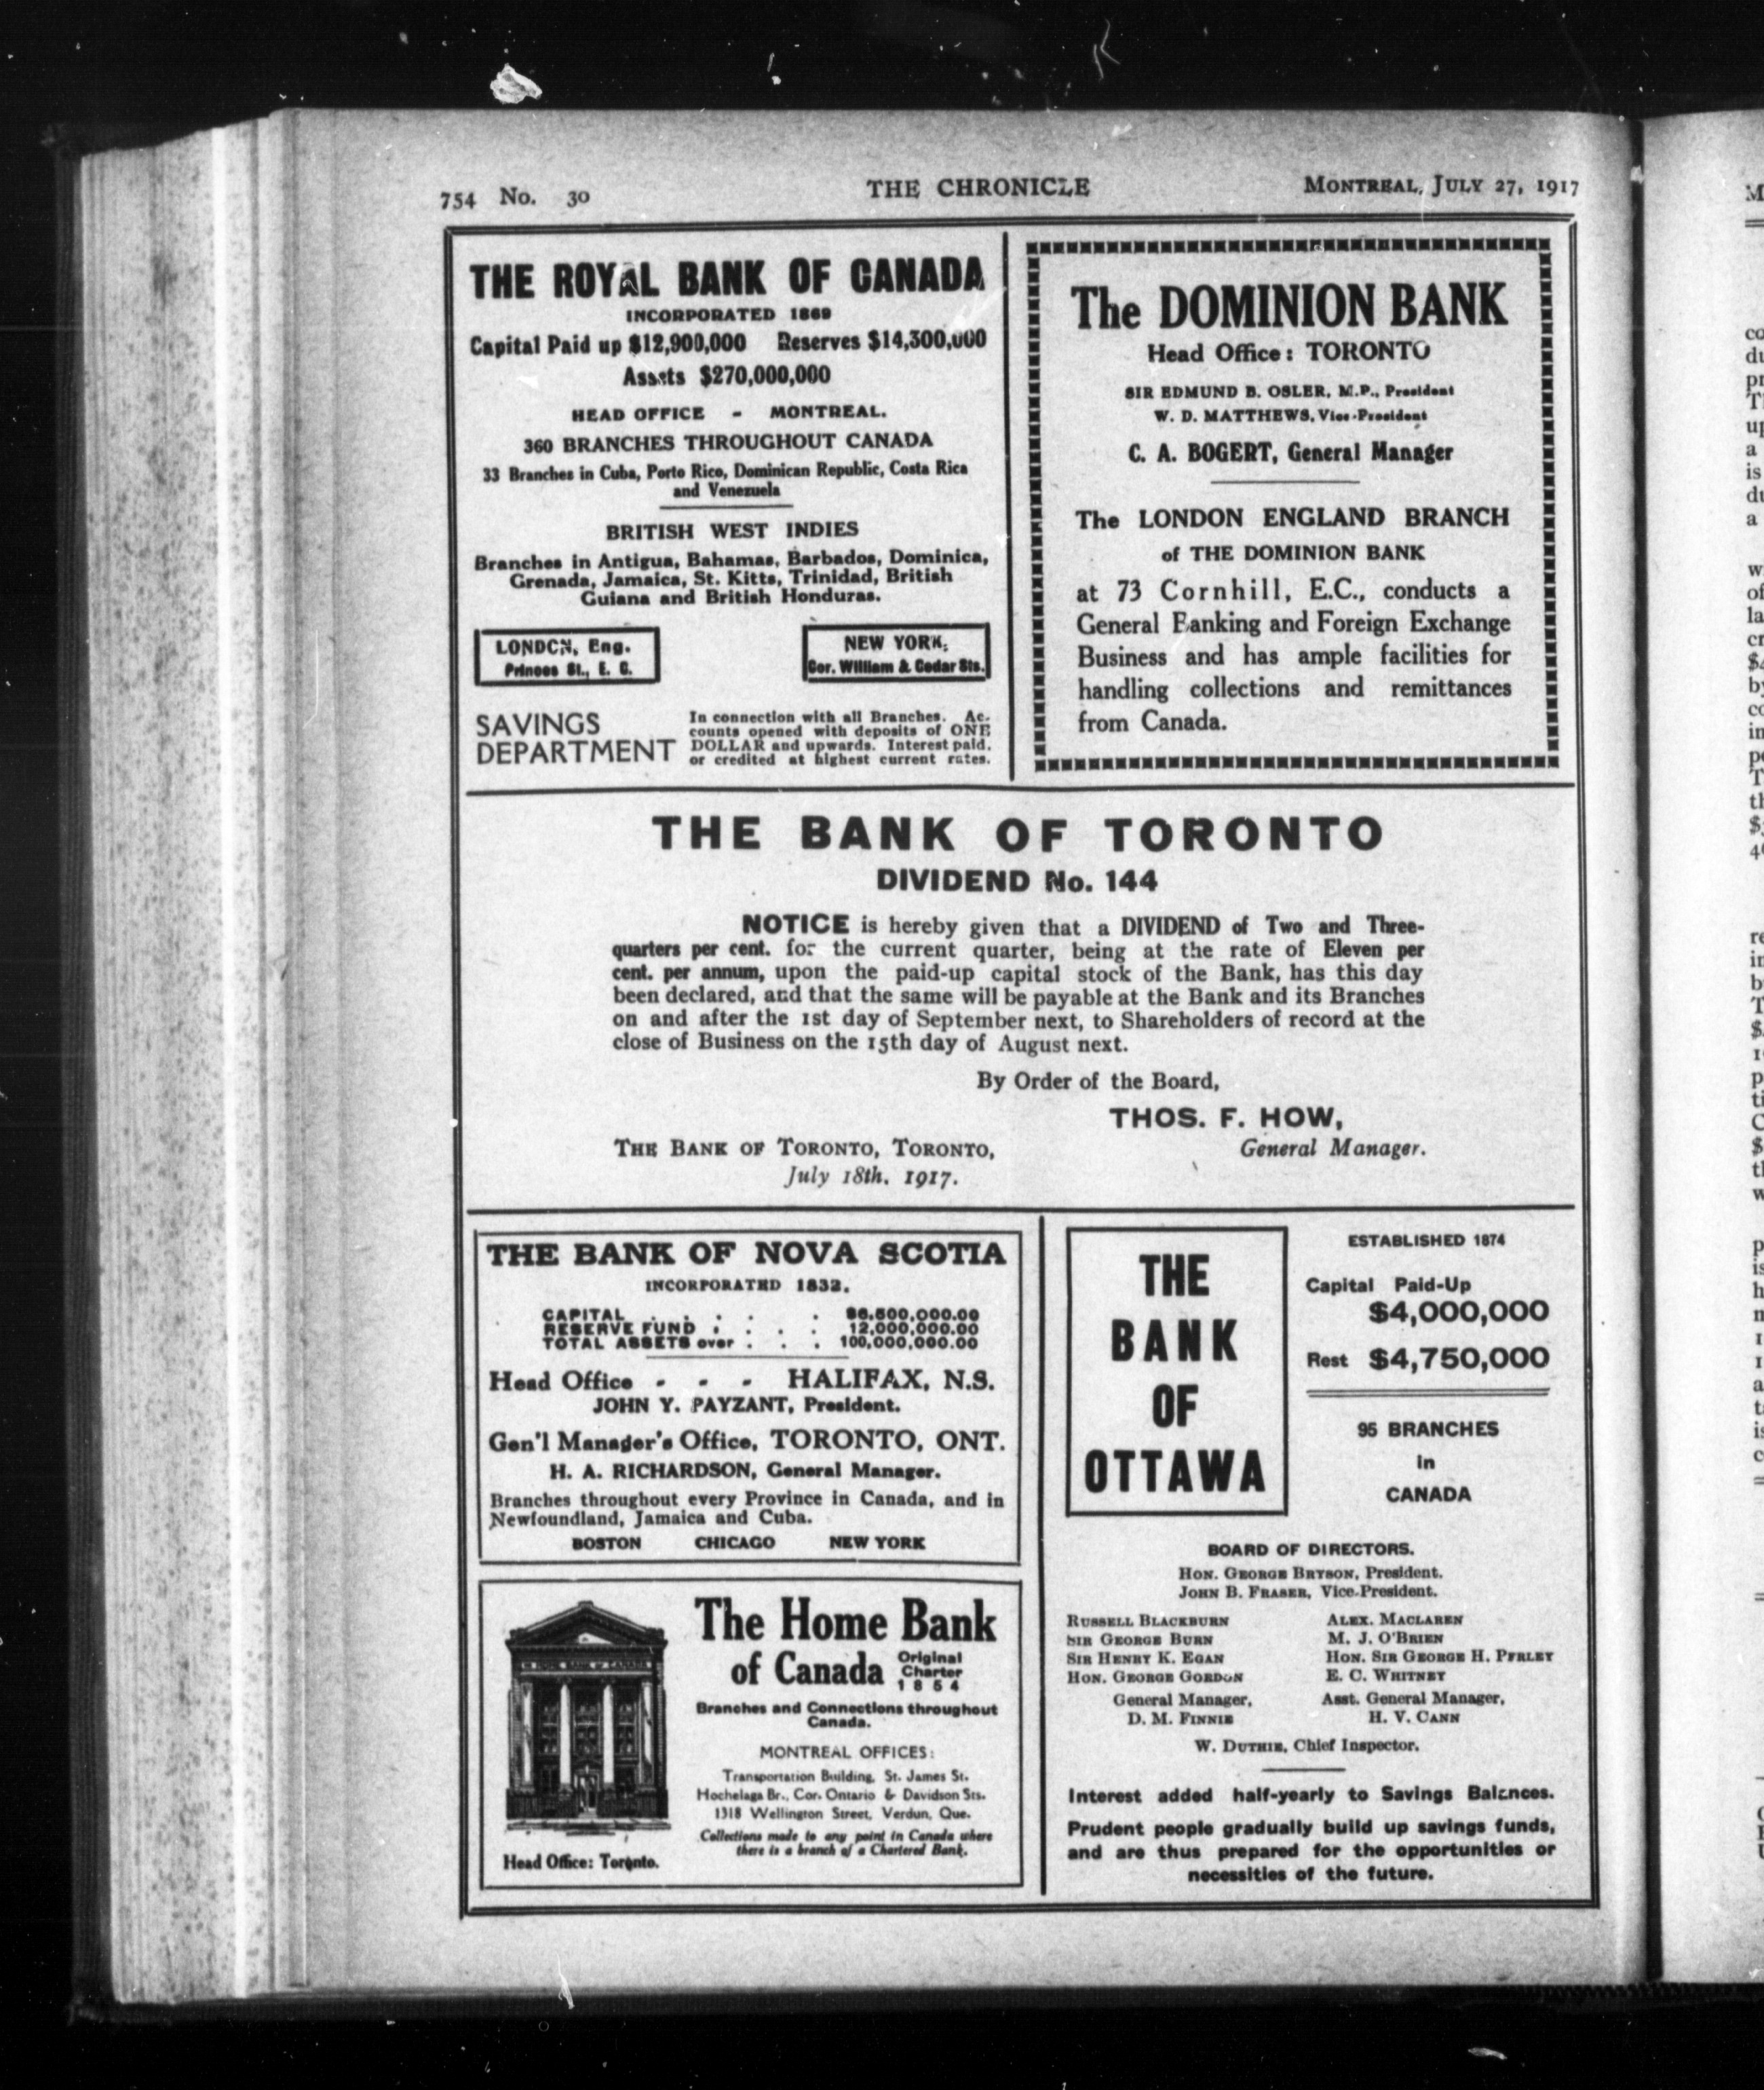 754 No. 30
THE CHRONICLE
MONTREAL, JULY 27, 1917
THE ROYAL BANK OF CANADA
INCORPORATED 1869
Capital Paid up $12,900,000 Reserves $14,300,000
Assets $270,000,000
HEAD OFFICE - MONTREAL.
360 BRANCHES THROUGHOUT CANADA
33 Branches in Cuba, Porto Rico, Dominican Republic, Costa Rica
and Venezuela
BRITISH WEST INDIES
Branches in Antigua, Bahamas, Barbados, Dominica,
Grenada, Jamaica, St. Kitts, Trinidad, British
Guiana and British Honduras.
LONDON, Eng.
Princes St., E. C.
NEW YORK,
Cor. William & Cedar Sts.
SAVINGS
DEPARTMENT
In connection with all Branches. Ac-
counts opened with deposits of ONE
DOLLAR and upwards. Interest paid,
or credited at highest current rates.
The DOMINION BANK
Head Office: TORONTO
SIR EDMUND B. OSLER, M.P., President
W. D. MATTHEWS, Vice-President
C. A. BOGERT, General Manager
The LONDON ENGLAND BRANCH
of THE DOMINION BANK
at 73 Cornhill, E.C., conducts a
General Banking and Foreign Exchange
Business and has ample facilities for
handling collections and remittances
from Canada.
THE BANK OF TORONTO
DIVIDEND No. 144
NOTICE is hereby given that a DIVIDEND of Two and Three-
quarters per cent. for the current quarter, being at the rate of Eleven per
cent. per annum, upon the paid-up capital stock of the Bank, has this day
been declared, and that the same will be payable at the Bank and its Branches
on and after the 1st day of September next, to Shareholders of record at the
close of Business on the 15th day of August next.
By Order of the Board,
THOS. F. HOW,
General Manager.
THE BANK OF TORONTO, TORONTO,
July 18th. 1917.
THE BANK OF NOVA SCOTIA
INCORPORATED 1832.
CAPITAL . . . . . . $6,500,000.00
RESERVE FUND . . . . 12,000,000.00
TOTAL ASSETS over . . . 100,000,000.00
Head Office - - - HALIFAX, N.S.
JOHN Y. PAYZANT, President.
Gen'l Manager's Office, TORONTO, ONT.
H. A. RICHARDSON, General Manager.
Branches throughout every Province in Canada, and in
Newfoundland, Jamaica and Cuba.
BOSTON CHICAGO NEW YORK
HOME BANK OF CANADA
Head Office: Toronto.
The Home Bank
of Canada
Original
Charter
1854
Branches and Connections throughout
Canada.
MONTREAL OFFICES:
Transportation Building, St. James St.
Hochelaga Br., Cor. Ontario & Davidson Sts.
1318 Wellington Street, Verdun, Que.
Collections made to any point in Canada where
there is a branch of a Chartered Bank.
THE
BANK
OF
OTTAWA
ESTABLISHED 1874
Capital Paid-Up
$4,000,000
Rest $4,750,000
95 BRANCHES
in
CANADA
BOARD OF DIRECTORS.
HON. GEORGE BRYSON, President.
JOHN B. FRASER, Vice-President.
RUSSELL BLACKBURN
SIR GEORGE BURN
SIR HENRY K. EGAN
HON. GEORGE GORDON
ALEX. MACLAREN
M. J. O'BRIEN
HON. SIR GEORGE H. PERLEY
E. C. WHITNEY
General Manager,
D. M. FINNIE
Asst. General Manager,
H. V. CANN
W. DUTHIE, Chief Inspector.
Interest added half-yearly to Savings Balances.
Prudent people gradually build up savings funds,
and are thus prepared for the opportunities or
necessities of the future.